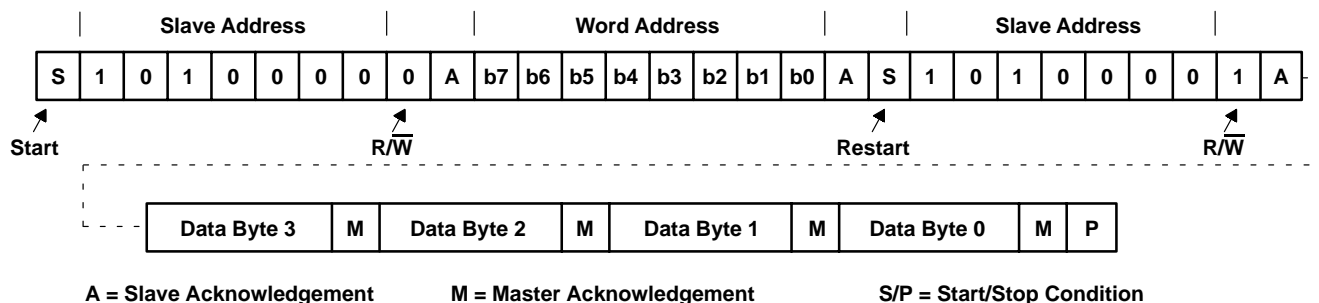 Slave Address Word Address Slave Address
S 1 0 1 0 0 0 0 0 A b7 b6 b5 b4 b3 b2 b1 b0 A S 1 0 1 0 0 0 0 1 A
Start R/W̅ Restart R/W̅
Data Byte 3 M Data Byte 2 M Data Byte 1 M Data Byte 0 M P
A = Slave Acknowledgement M = Master Acknowledgement S/P = Start/Stop Condition